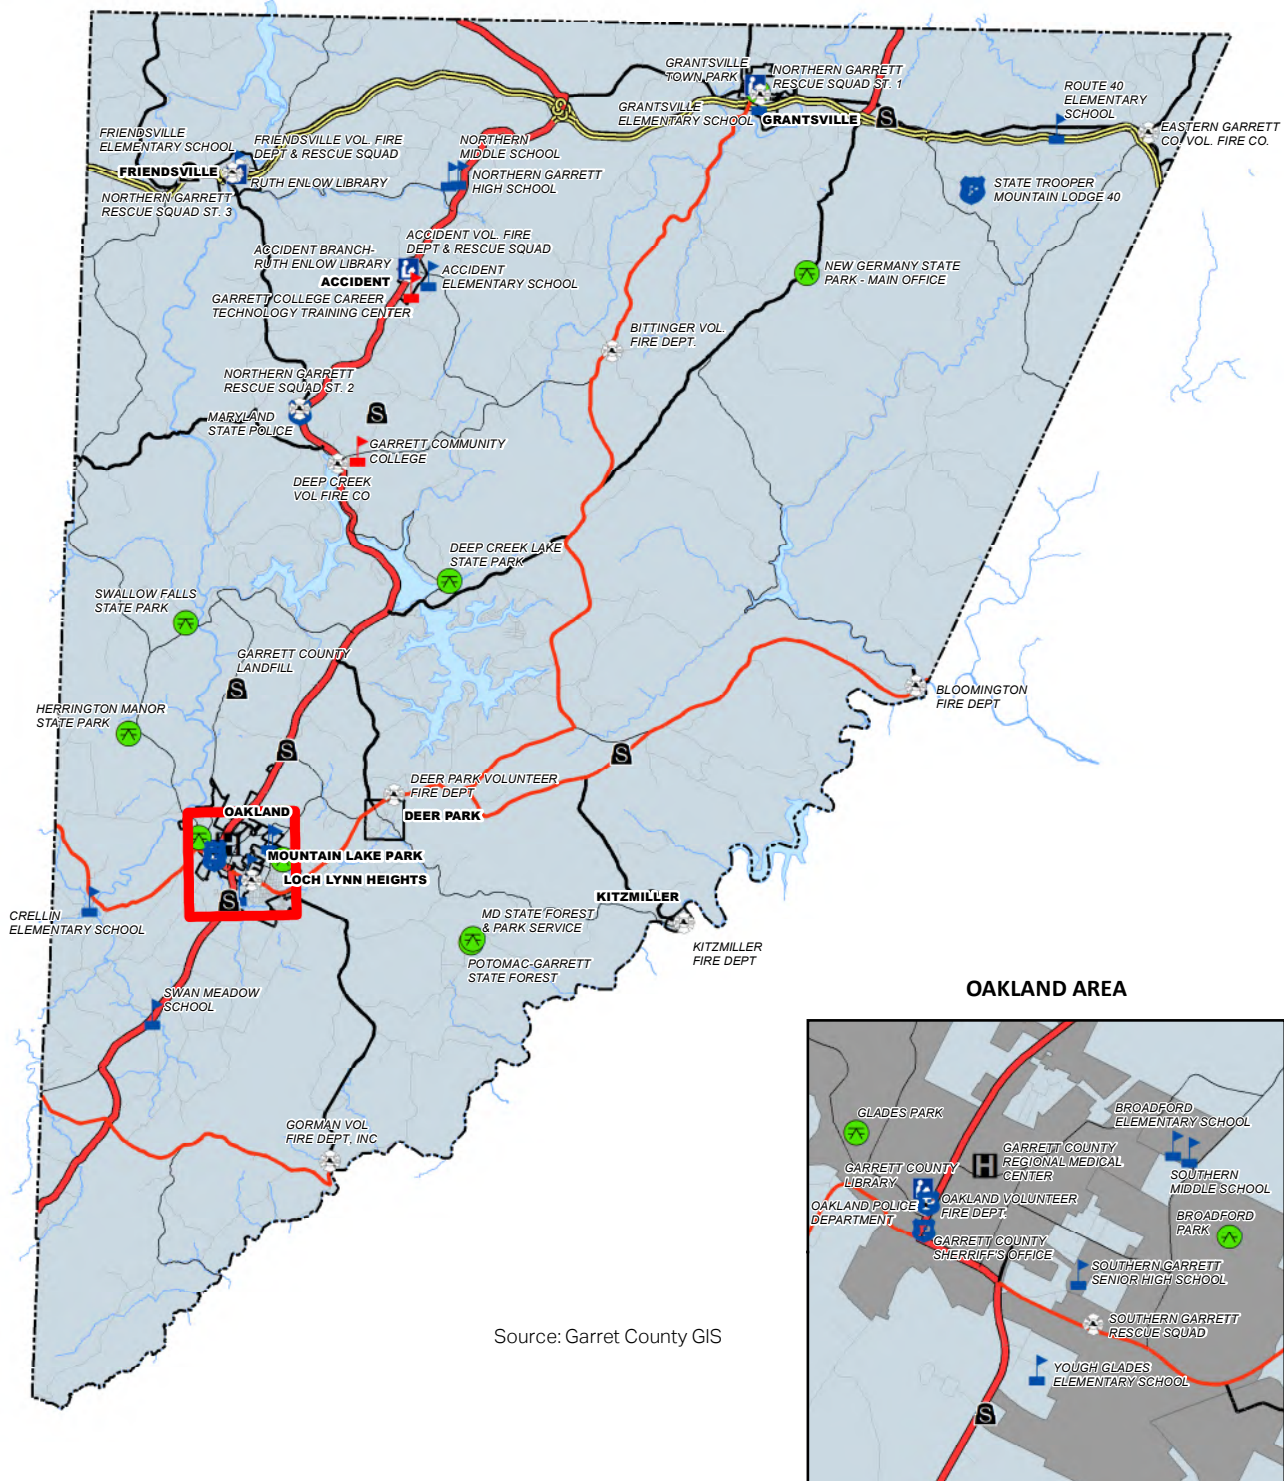 GRANTSVILLE
TOWN PARK
NORTHERN GARRETT
RESCUE SQUAD ST. 1
GRANTSVILLE
ELEMENTARY SCHOOL
GRANTSVILLE
ROUTE 40
ELEMENTARY
SCHOOL
EASTERN GARRETT
CO. VOL. FIRE CO.
FRIENDSVILLE
ELEMENTARY SCHOOL
FRIENDSVILLE VOL. FIRE
DEPT & RESCUE SQUAD
FRIENDSVILLE
RUTH ENLOW LIBRARY
NORTHERN GARRETT
RESCUE SQUAD ST. 3
NORTHERN
MIDDLE SCHOOL
NORTHERN GARRETT
HIGH SCHOOL
STATE TROOPER
MOUNTAIN LODGE 40
ACCIDENT VOL. FIRE
DEPT & RESCUE SQUAD
ACCIDENT BRANCH-
RUTH ENLOW LIBRARY
ACCIDENT
ACCIDENT
ELEMENTARY SCHOOL
GARRETT COLLEGE CAREER
TECHNOLOGY TRAINING CENTER
NEW GERMANY STATE
PARK - MAIN OFFICE
BITTINGER VOL.
FIRE DEPT.
NORTHERN GARRETT
RESCUE SQUAD ST. 2
MARYLAND
STATE POLICE
S
GARRETT COMMUNITY
COLLEGE
DEEP CREEK
VOL FIRE CO
DEEP CREEK LAKE
STATE PARK
SWALLOW FALLS
STATE PARK
GARRETT COUNTY
LANDFILL
S
HERRINGTON MANOR
STATE PARK
S
S
BLOOMINGTON
FIRE DEPT
DEER PARK VOLUNTEER
FIRE DEPT
DEER PARK
OAKLAND
H
MOUNTAIN LAKE PARK
LOCH LYNN HEIGHTS
S
CRELLIN
ELEMENTARY SCHOOL
KITZMILLER
KITZMILLER
FIRE DEPT
MD STATE FOREST
& PARK SERVICE
POTOMAC-GARRETT
STATE FOREST
SWAN MEADOW
SCHOOL
GORMAN VOL
FIRE DEPT, INC
S
OAKLAND AREA
GLADES PARK
BROADFORD
ELEMENTARY SCHOOL
GARRETT COUNTY
REGIONAL MEDICAL
CENTER
H
SOUTHERN
MIDDLE SCHOOL
GARRETT COUNTY
LIBRARY
OAKLAND POLICE
DEPARTMENT
OAKLAND VOLUNTEER
FIRE DEPT.
GARRETT COUNTY
SHERRIFF'S OFFICE
BROADFORD
PARK
SOUTHERN GARRETT
SENIOR HIGH SCHOOL
SOUTHERN GARRETT
RESCUE SQUAD
YOUGH GLADES
ELEMENTARY SCHOOL
S
Source: Garret County GIS